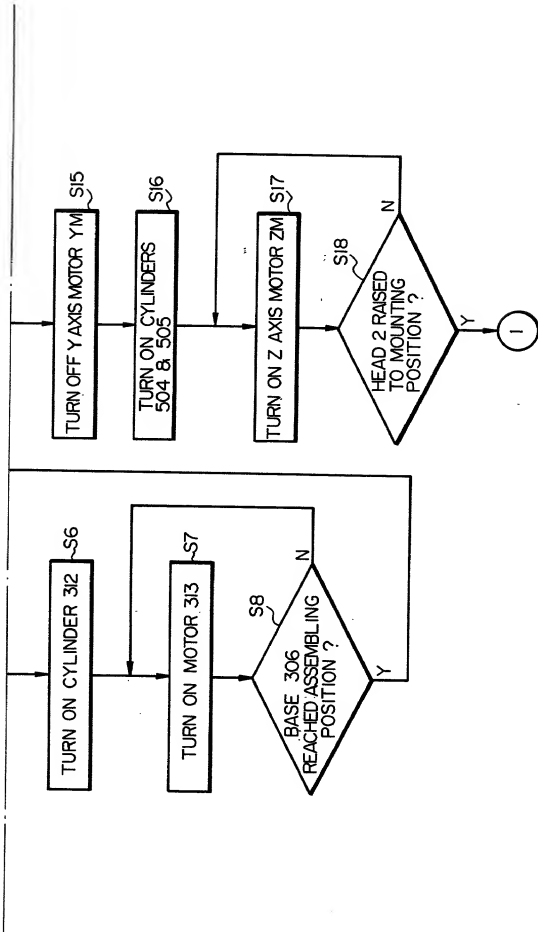 TURN ON CYLINDER 312
S6
TURN ON MOTOR 313
S7
BASE 306
REACHED ASSEMBLING
POSITION ?
S8
N
Y
TURN OFF Y AXIS MOTOR YM
S15
TURN ON CYLINDERS
504 & 505
S16
TURN ON Z AXIS MOTOR ZM
S17
HEAD 2 RAISED
TO MOUNTING
POSITION ?
S18
N
Y
1